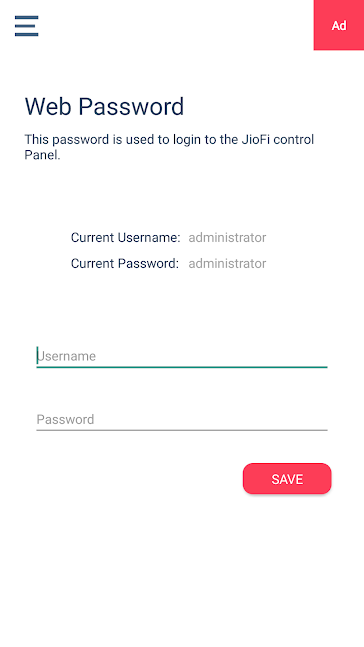 Ad
Web Password
This password is used to login to the JioFi control
Panel.
Current Username: administrator
Current Password: administrator
Username
Password
SAVE